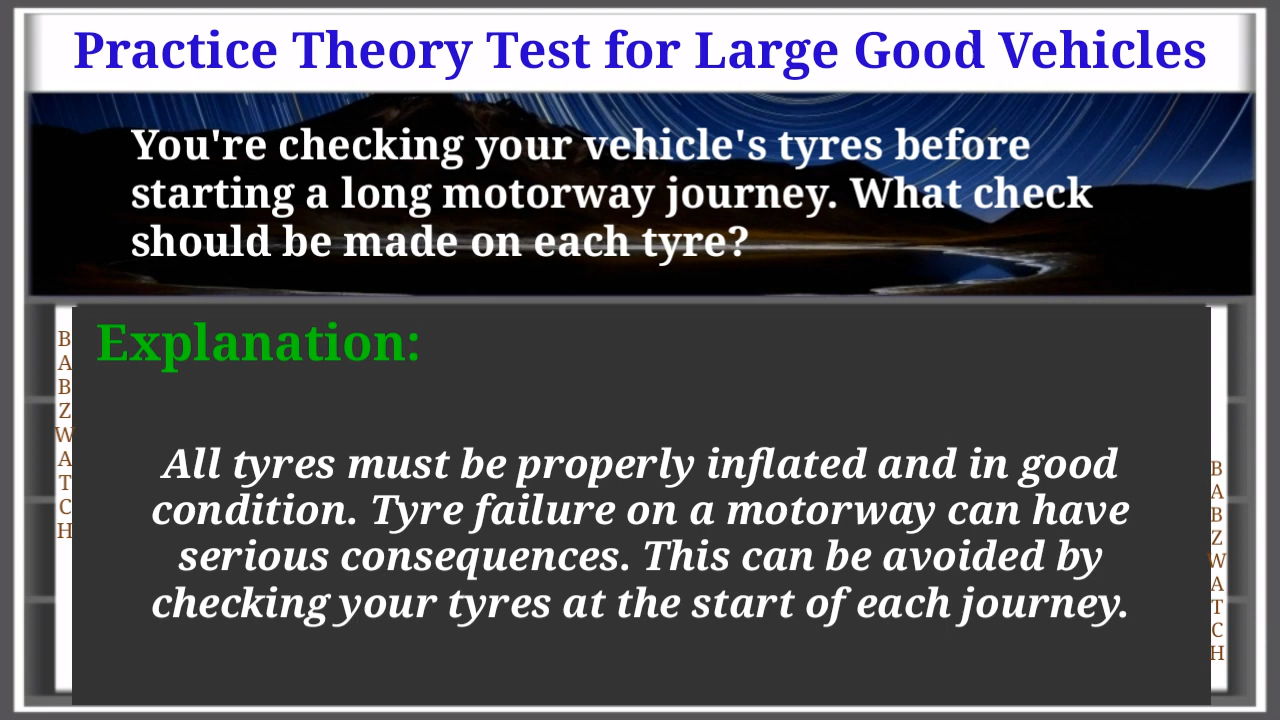 Practice Theory Test for Large Good Vehicles
You're checking your vehicle's tyres before
starting a long motorway journey. What check
should be made on each tyre?
Explanation:
All tyres must be properly inflated and in good
condition. Tyre failure on a motorway can have
serious consequences. This can be avoided by
checking your tyres at the start of each journey.
B
A
B
Z
W
A
T
C
H
B
A
B
Z
W
A
T
C
H